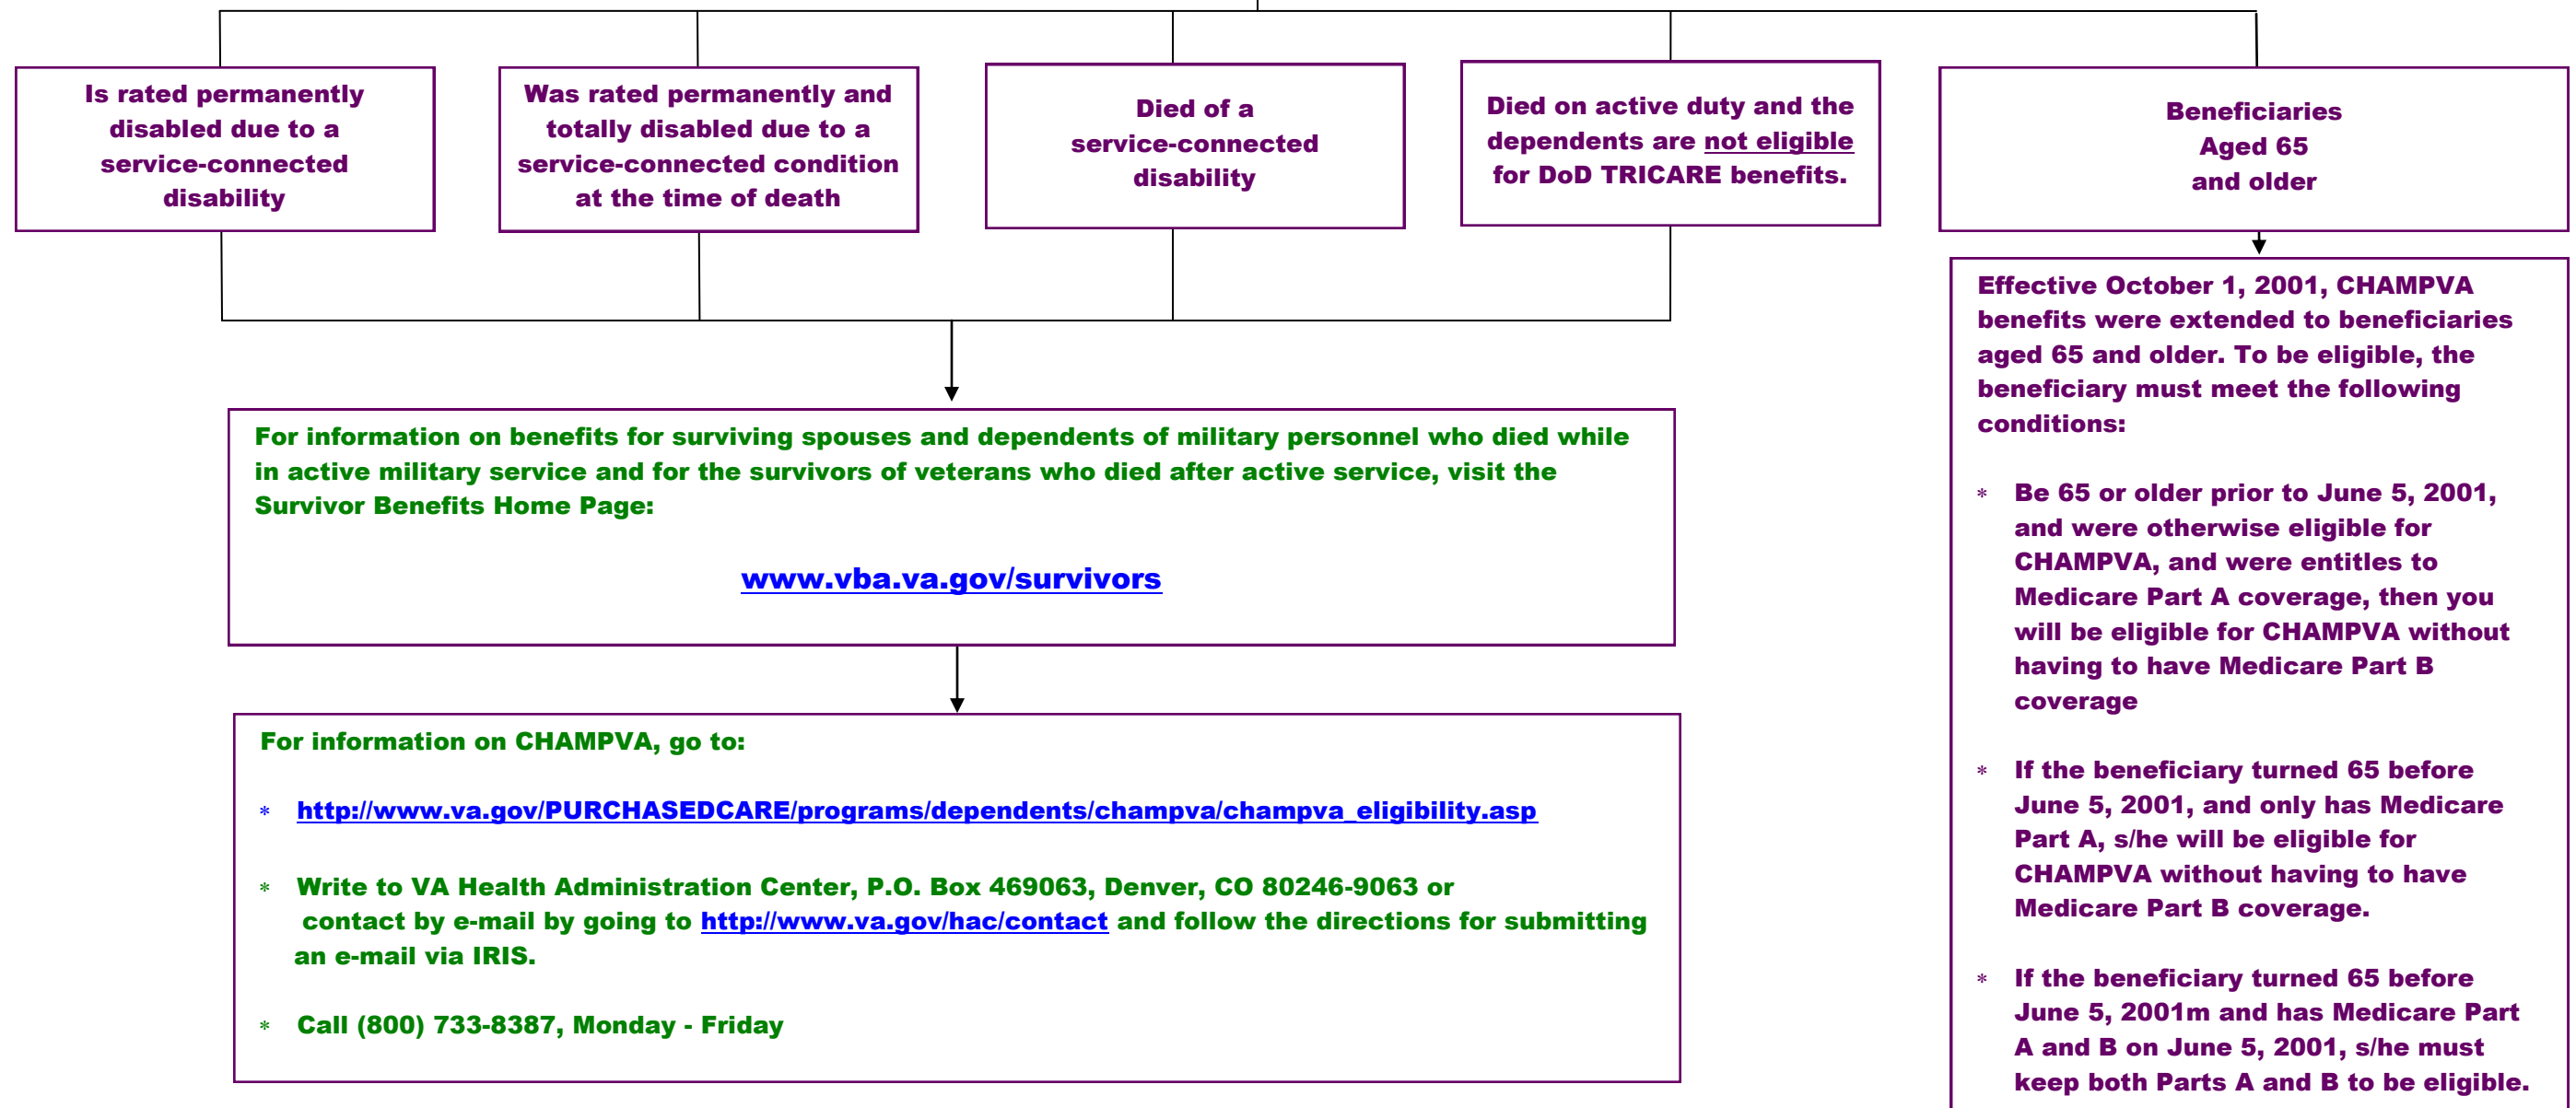 Is rated permanently
disabled due to a
service-connected
disability
Was rated permanently and
totally disabled due to a
service-connected condition
at the time of death
Died of a
service-connected
disability
Died on active duty and the
dependents are not eligible
for DoD TRICARE benefits.
Beneficiaries
Aged 65
and older
For information on benefits for surviving spouses and dependents of military personnel who died while
in active military service and for the survivors of veterans who died after active service, visit the
Survivor Benefits Home Page:
www.vba.va.gov/survivors
For information on CHAMPVA, go to:
* http://www.va.gov/PURCHASEDCARE/programs/dependents/champva/champva_eligibility.asp
* Write to VA Health Administration Center, P.O. Box 469063, Denver, CO 80246-9063 or
contact by e-mail by going to http://www.va.gov/hac/contact and follow the directions for submitting
an e-mail via IRIS.
* Call (800) 733-8387, Monday - Friday
Effective October 1, 2001, CHAMPVA
benefits were extended to beneficiaries
aged 65 and older. To be eligible, the
beneficiary must meet the following
conditions:
* Be 65 or older prior to June 5, 2001,
and were otherwise eligible for
CHAMPVA, and were entitles to
Medicare Part A coverage, then you
will be eligible for CHAMPVA without
having to have Medicare Part B
coverage
* If the beneficiary turned 65 before
June 5, 2001, and only has Medicare
Part A, s/he will be eligible for
CHAMPVA without having to have
Medicare Part B coverage.
* If the beneficiary turned 65 before
June 5, 2001m and has Medicare Part
A and B on June 5, 2001, s/he must
keep both Parts A and B to be eligible.